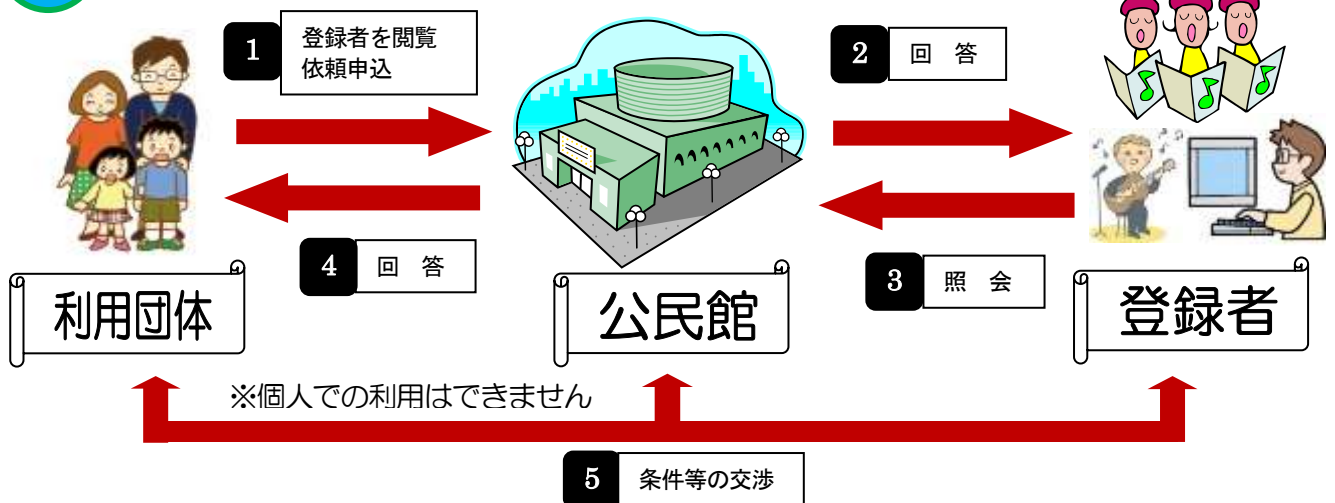 1 登録者を閲覧
依頼申込
2 回 答
4 回 答
3 照 会
利用団体
公民館
登録者
※個人での利用はできません
5 条件等の交渉